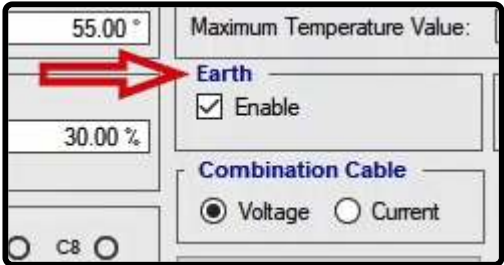 55.00 °
Maximum Temperature Value:
Earth
Enable
30.00 %
Combination Cable
Voltage
Current
C8